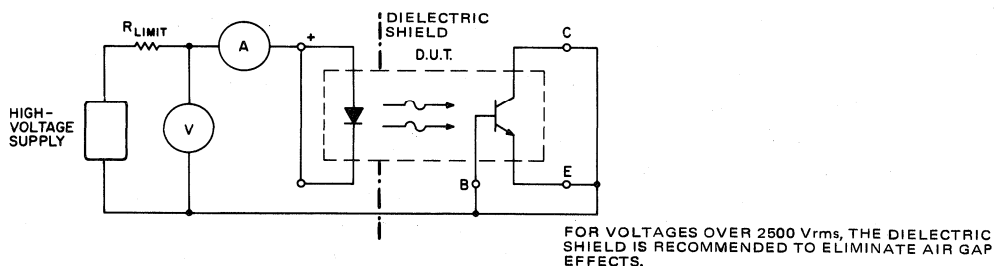 DIELECTRIC
SHIELD
D.U.T.
R LIMIT
A
+
C
HIGH-
VOLTAGE
SUPPLY
V
B
E
FOR VOLTAGES OVER 2500 Vrms, THE DIELECTRIC
SHIELD IS RECOMMENDED TO ELIMINATE AIR GAP
EFFECTS.